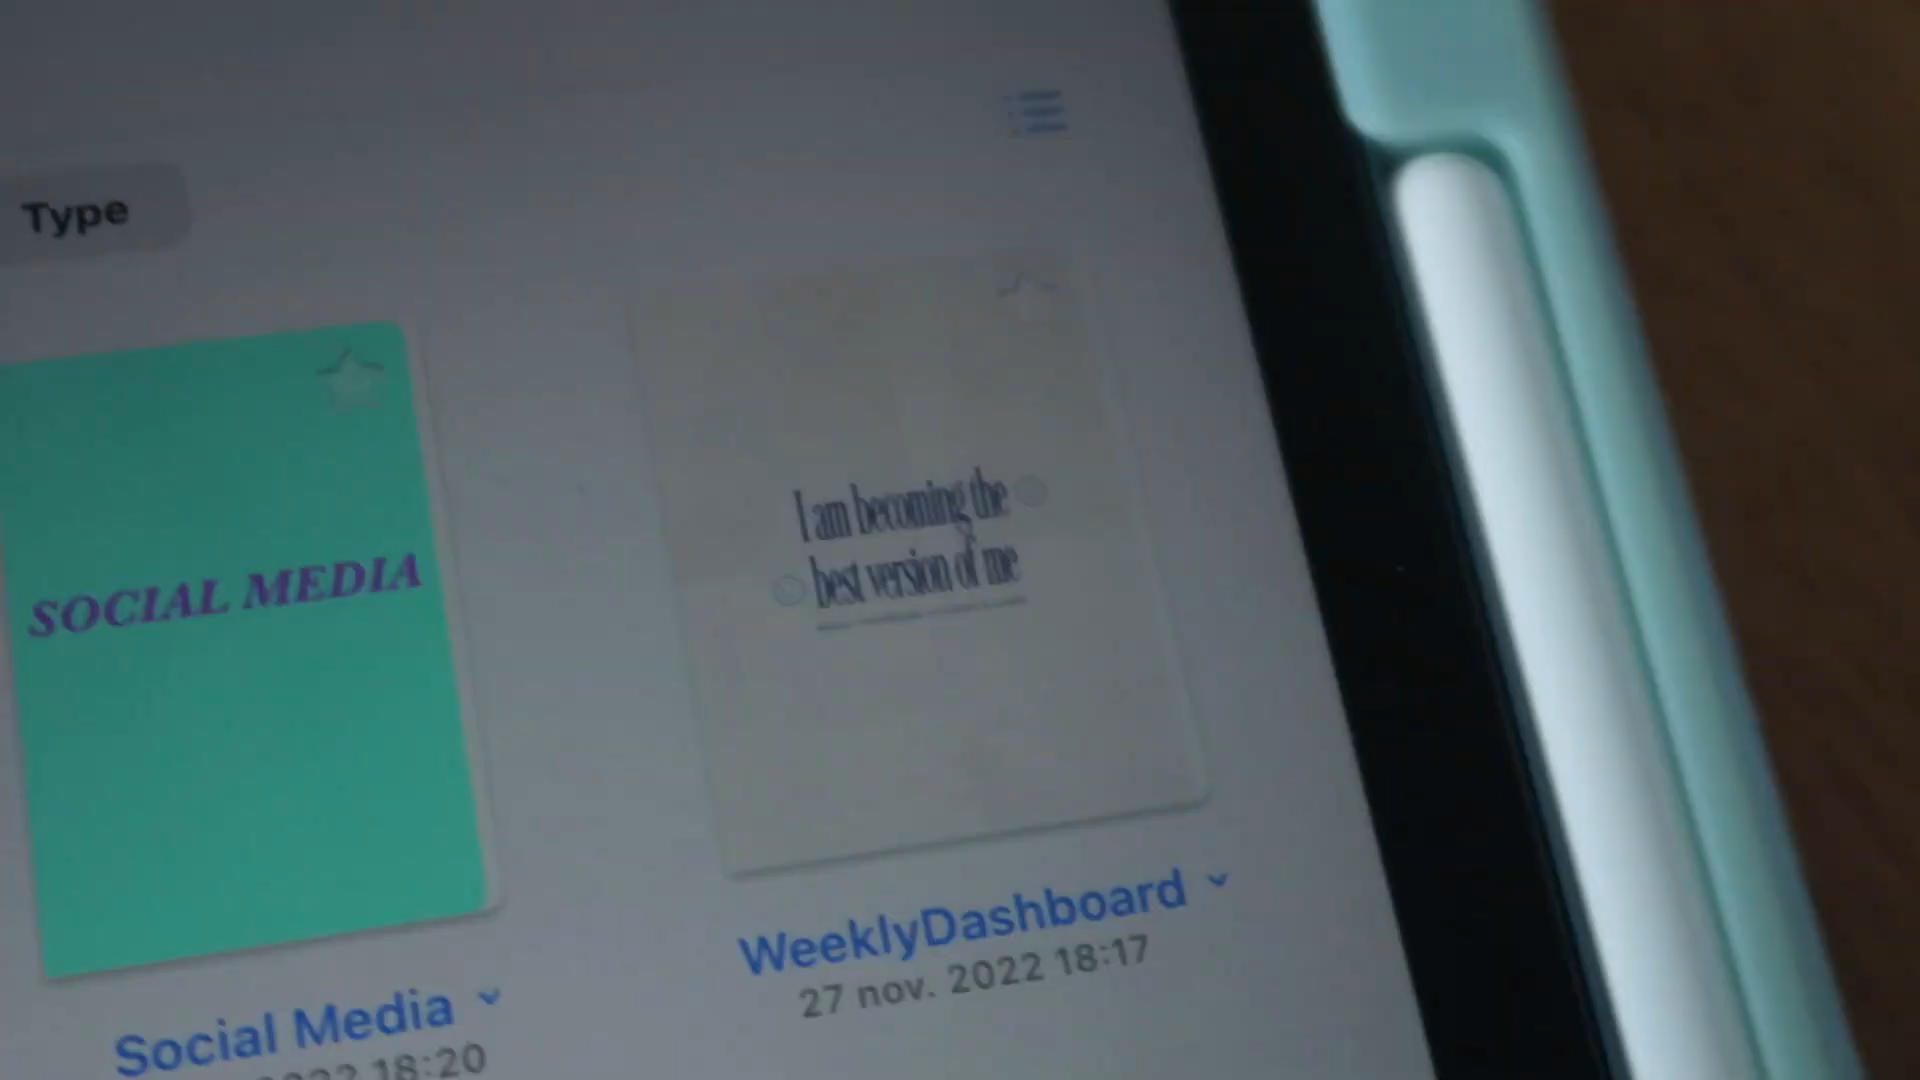 Type
SOCIAL MEDIA
I am becoming the
best version of me
WeeklyDashboard
27 nov. 2022 18:17
Social Media
2022 18:20